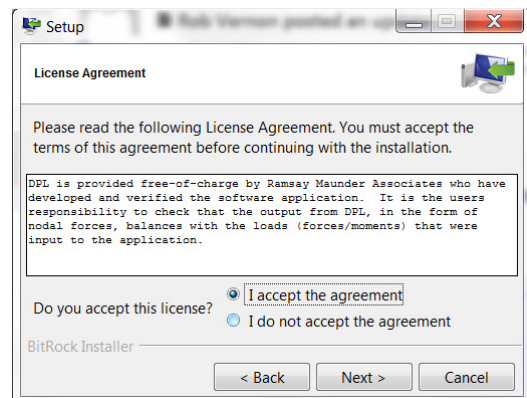 Rob Vernon posted an up
Setup
License Agreement
Please read the following License Agreement. You must accept the
terms of this agreement before continuing with the installation.
DPL is provided free-of-charge by Ramsay Maunder Associates who have
developed and verified the software application. It is the users
responsibility to check that the output from DPL, in the form of
nodal forces, balances with the loads (forces/moments) that were
input to the application.
Do you accept this license?
I accept the agreement
I do not accept the agreement
BitRock Installer
< Back Next > Cancel